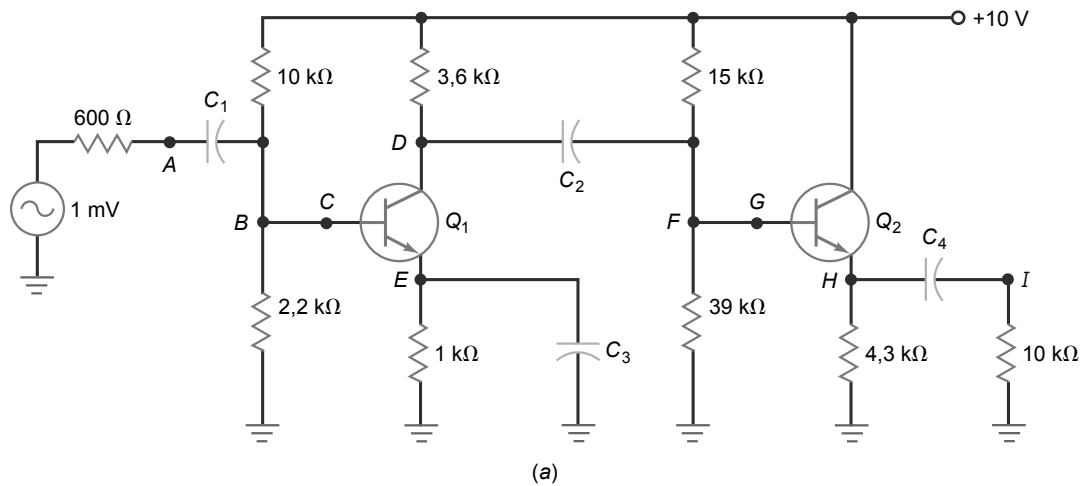 +10 V
10 kΩ
3,6 kΩ
15 kΩ
600 Ω
C1
A
D
C2
1 mV
B
C
Q1
F
G
Q2
C4
E
H
I
2,2 kΩ
1 kΩ
C3
39 kΩ
4,3 kΩ
10 kΩ
(a)